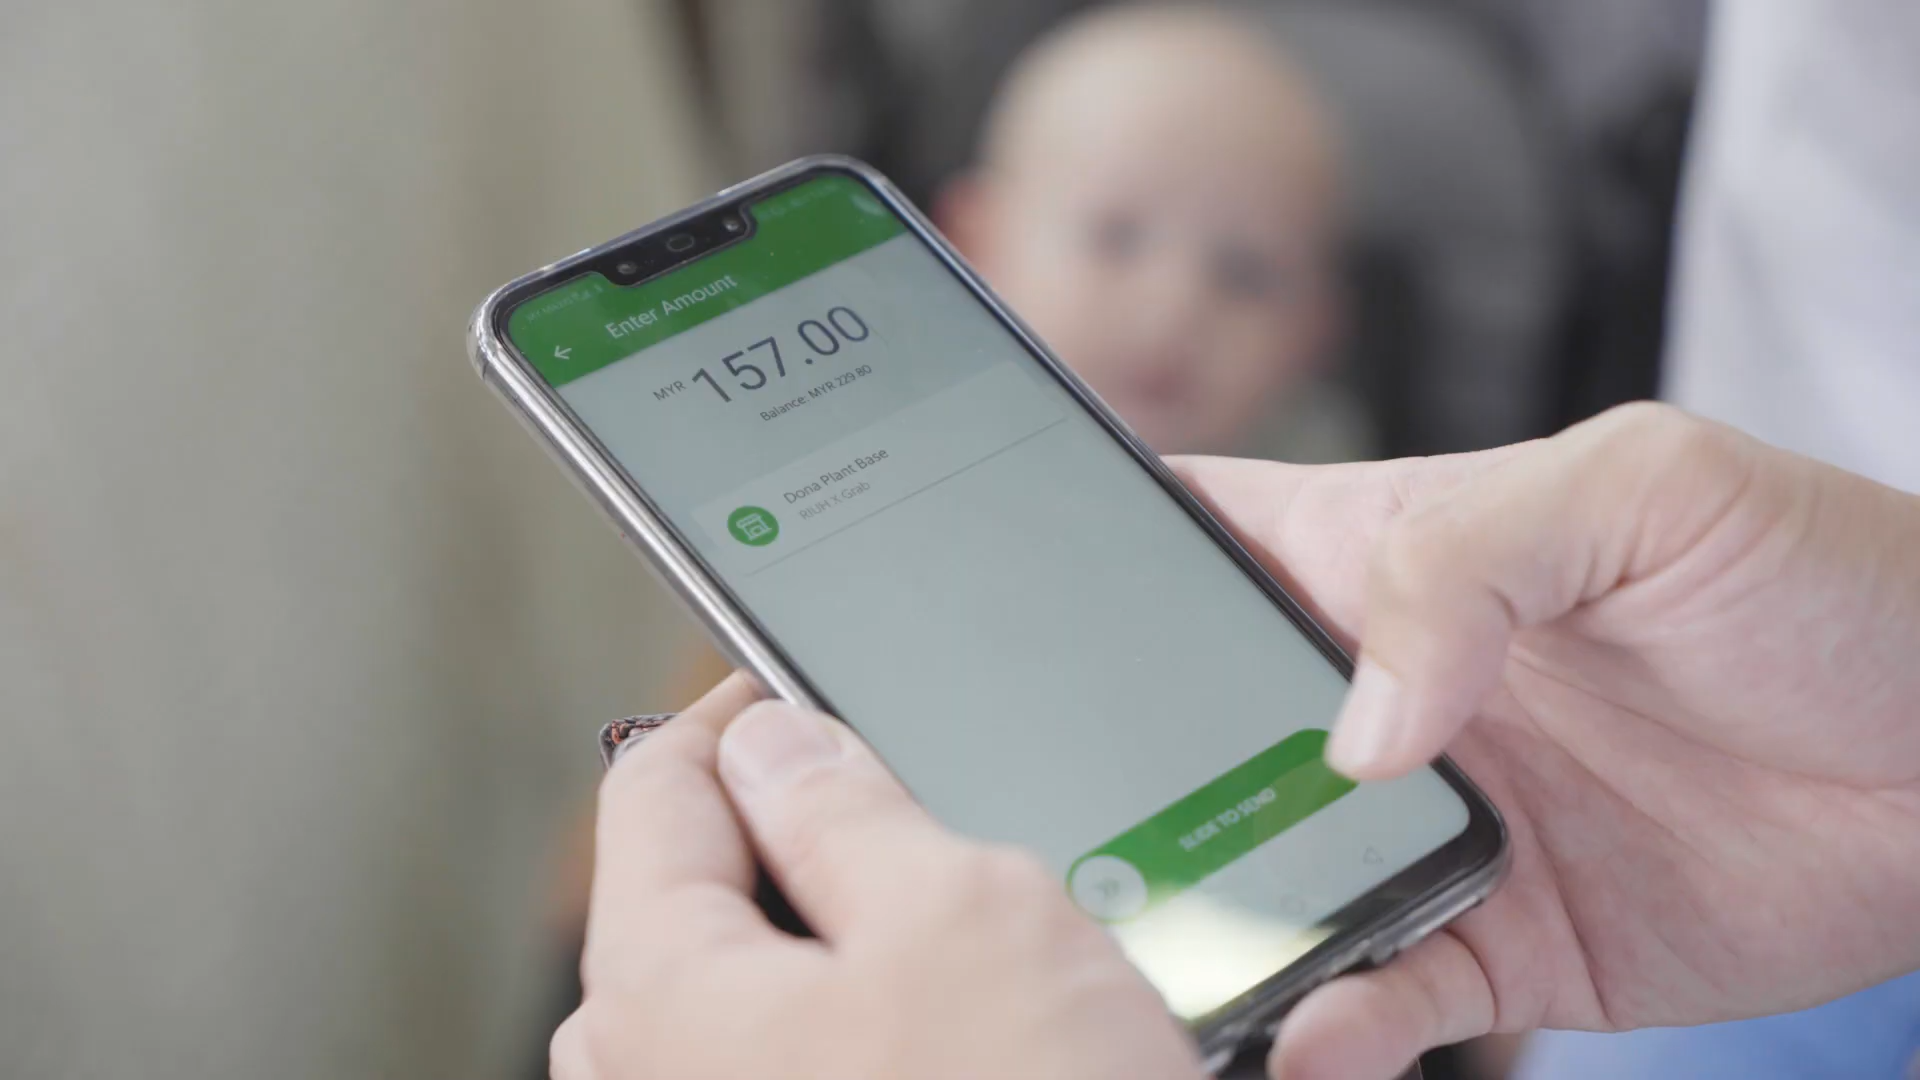 Enter Amount
MYR 157.00
Balance: MYR 229.80
Dona Plant Base
RIUH X Grab
SLIDE TO SEND